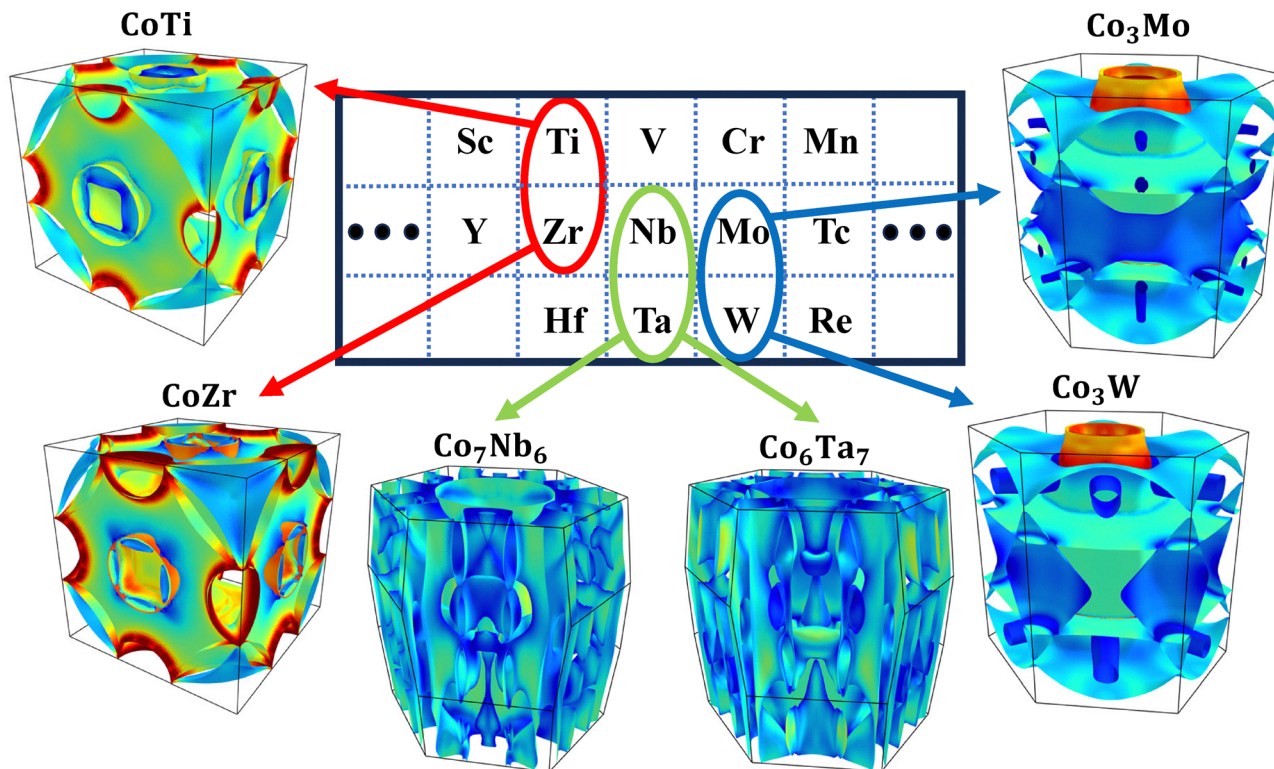 CoTi
Co₃Mo
Sc Ti V Cr Mn
Y Zr Nb Mo Tc
Hf Ta W Re
CoZr
Co₃W
Co₇Nb₆
Co₆Ta₇